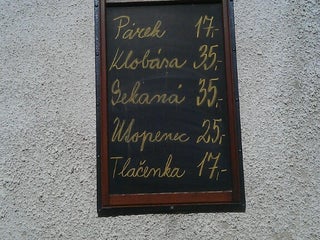 Párek 17,-
Klobása 35,-
Sekaná 35,-
Utopenec 25,-
Tlačenka 17,-